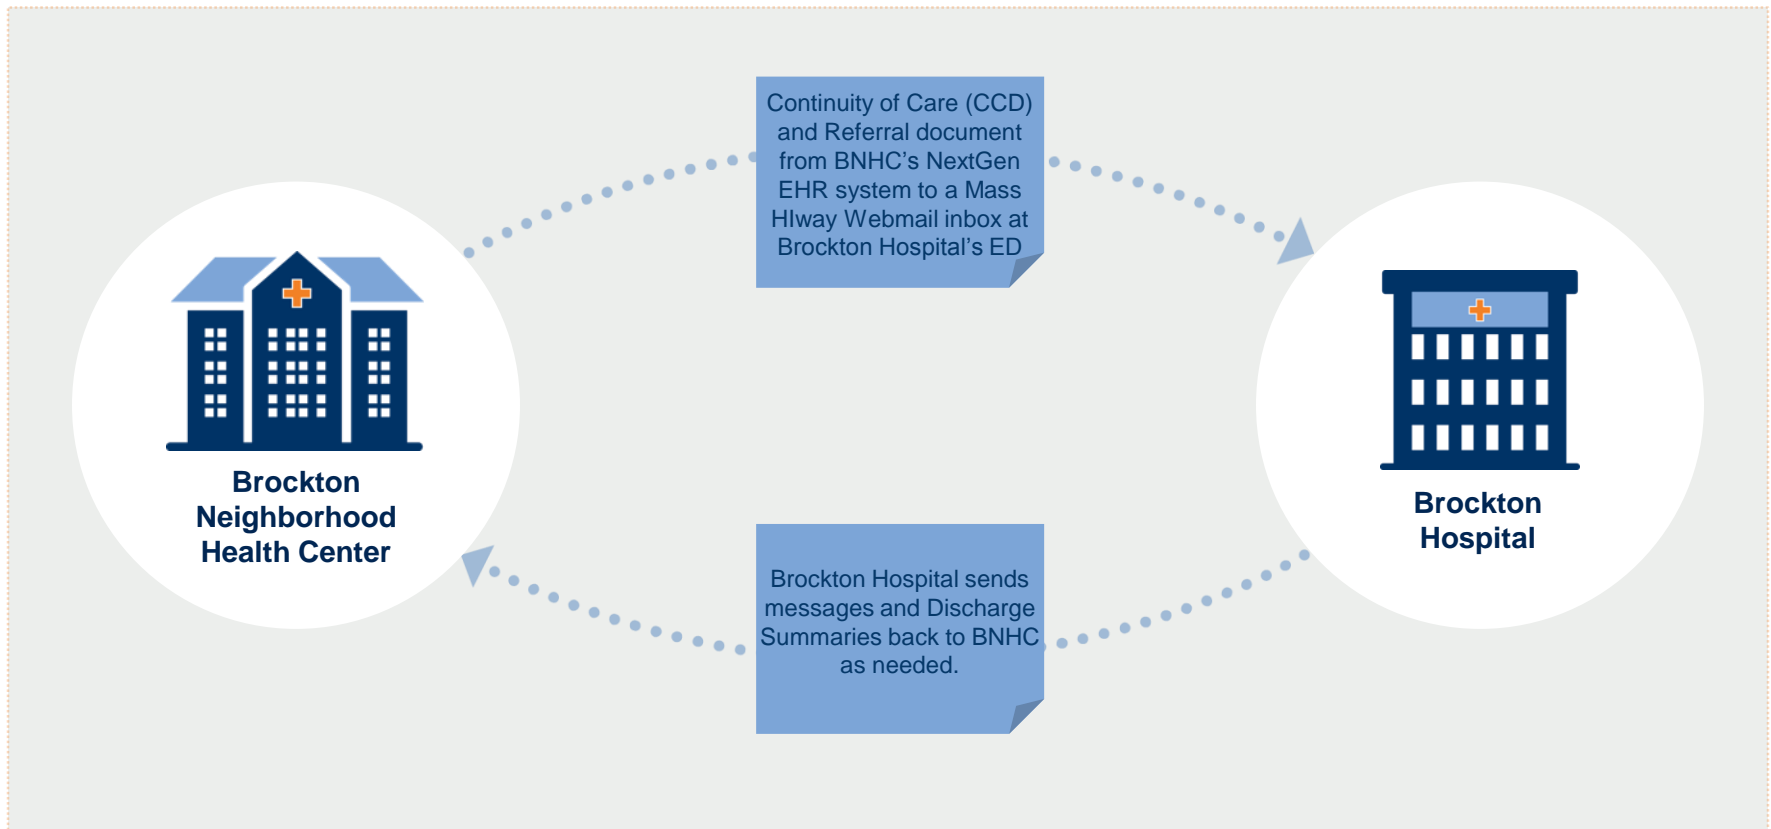 Continuity of Care (CCD)
and Referral document
from BNHC's NextGen
EHR system to a Mass
HIway Webmail inbox at
Brockton Hospital's ED
Brockton
Neighborhood
Health Center
Brockton
Hospital
Brockton Hospital sends
messages and Discharge
Summaries back to BNHC
as needed.